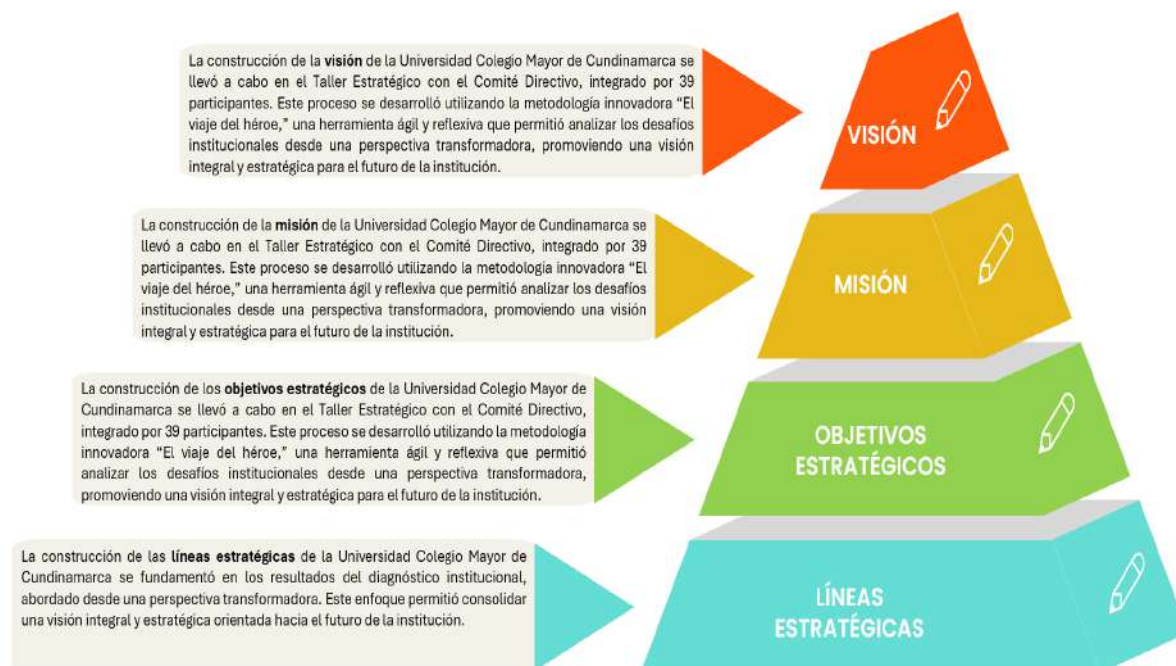 La construcción de la visión de la Universidad Colegio Mayor de Cundinamarca se
llevó a cabo en el Taller Estratégico con el Comité Directivo, integrado por 39
participantes. Este proceso se desarrolló utilizando la metodología innovadora “El
viaje del héroe,” una herramienta ágil y reflexiva que permitió analizar los desafíos
institucionales desde una perspectiva transformadora, promoviendo una visión
integral y estratégica para el futuro de la institución.
VISIÓN
La construcción de la misión de la Universidad Colegio Mayor de Cundinamarca se
llevó a cabo en el Taller Estratégico con el Comité Directivo, integrado por 39
participantes. Este proceso se desarrolló utilizando la metodología innovadora “El
viaje del héroe,” una herramienta ágil y reflexiva que permitió analizar los desafíos
institucionales desde una perspectiva transformadora, promoviendo una visión
integral y estratégica para el futuro de la institución.
MISIÓN
La construcción de los objetivos estratégicos de la Universidad Colegio Mayor de
Cundinamarca se llevó a cabo en el Taller Estratégico con el Comité Directivo,
integrado por 39 participantes. Este proceso se desarrolló utilizando la metodología
innovadora “El viaje del héroe,” una herramienta ágil y reflexiva que permitió
analizar los desafíos institucionales desde una perspectiva transformadora,
promoviendo una visión integral y estratégica para el futuro de la institución.
OBJETIVOS
ESTRATÉGICOS
La construcción de las líneas estratégicas de la Universidad Colegio Mayor de
Cundinamarca se fundamentó en los resultados del diagnóstico institucional,
abordado desde una perspectiva transformadora. Este enfoque permitió consolidar
una visión integral y estratégica orientada hacia el futuro de la institución.
LÍNEAS
ESTRATÉGICAS